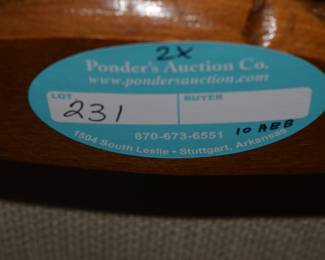 2X
Ponder's Auction Co.
www.pondersauction.com
LOT BUYER
231
870-673-6551 10 ABB
1504 South Leslie - Stuttgart, Arkansas